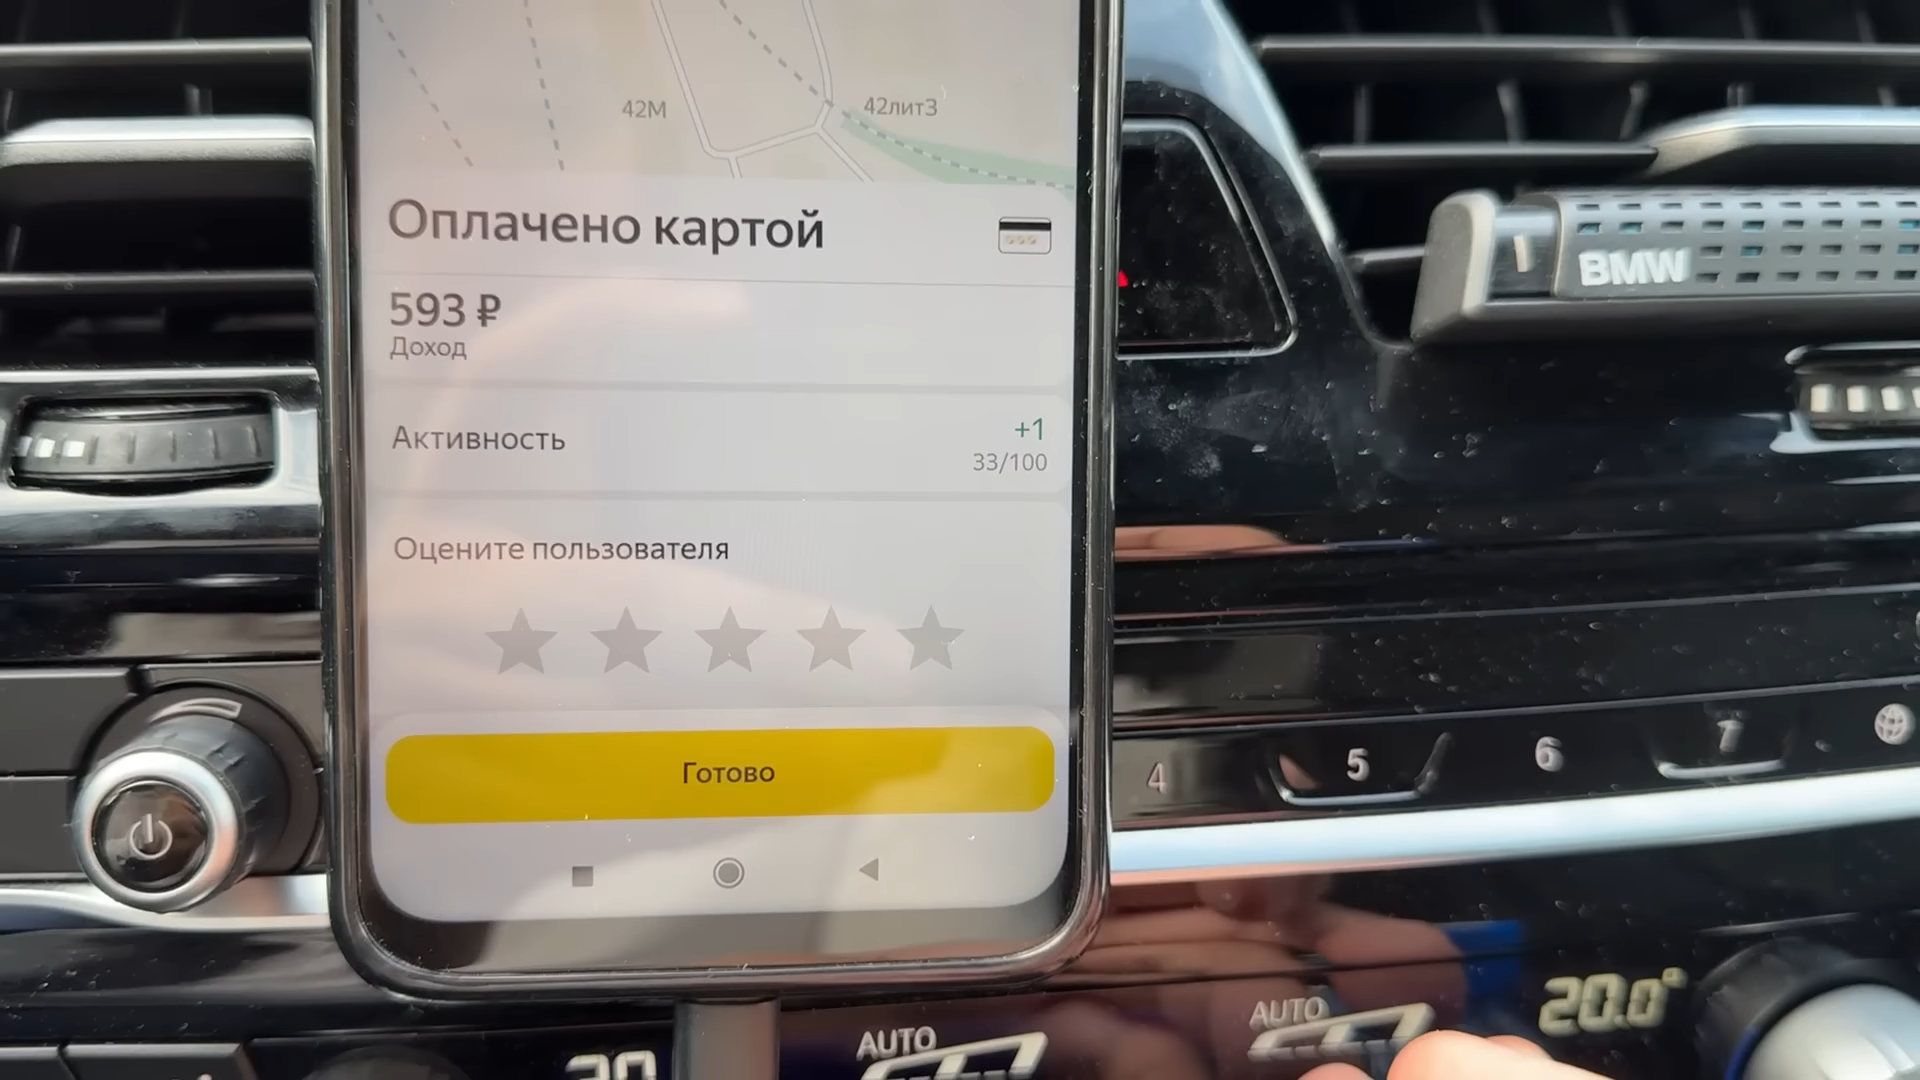 42М
42литЗ
Оплачено картой
593 ₽
Доход
Активность
+1
33/100
Оцените пользователя
Готово
BMW
4
5
6
7
AUTO
AUTO
20.0°